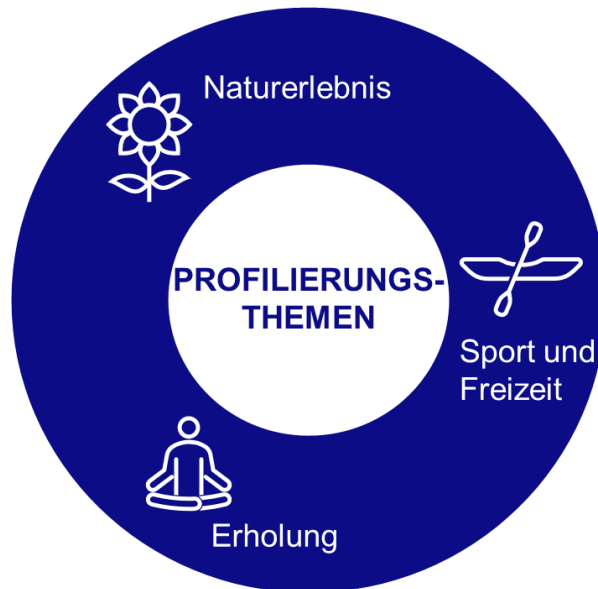 Naturerlebnis
PROFILIERUNGS-
THEMEN
Sport und
Freizeit
Erholung